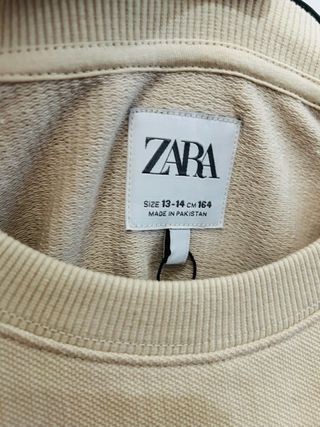 ZARA
SIZE 13-14 CM 164
MADE IN PAKISTAN